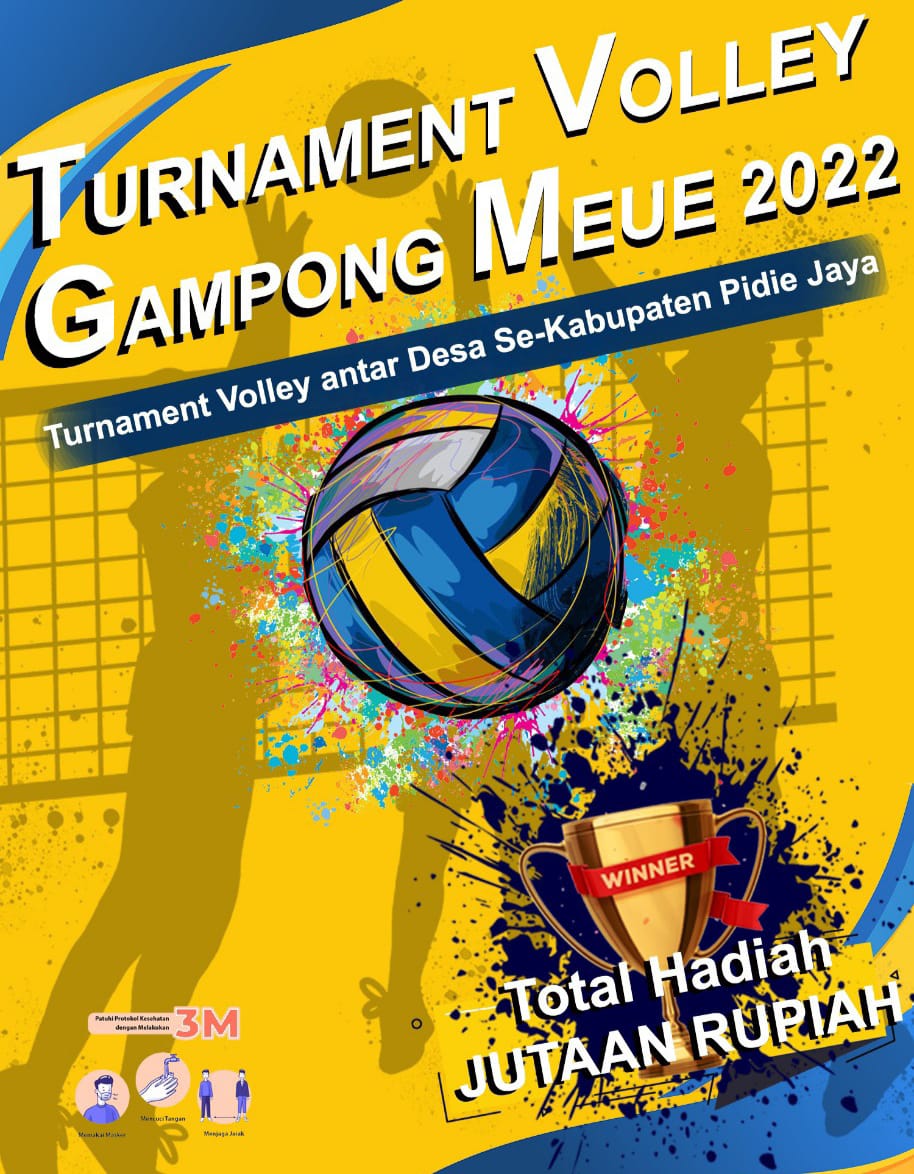 TURNAMENT VOLLEY
GAMPONG MEUE 2022
Turnament Volley antar Desa Se-Kabupaten Pidie Jaya
WINNER
Total Hadiah
JUTAAN RUPIAH
Patuhi Protokol Kesehatan
dengan Melakukan
3M
Memakai Masker
Mencuci Tangan
Menjaga Jarak